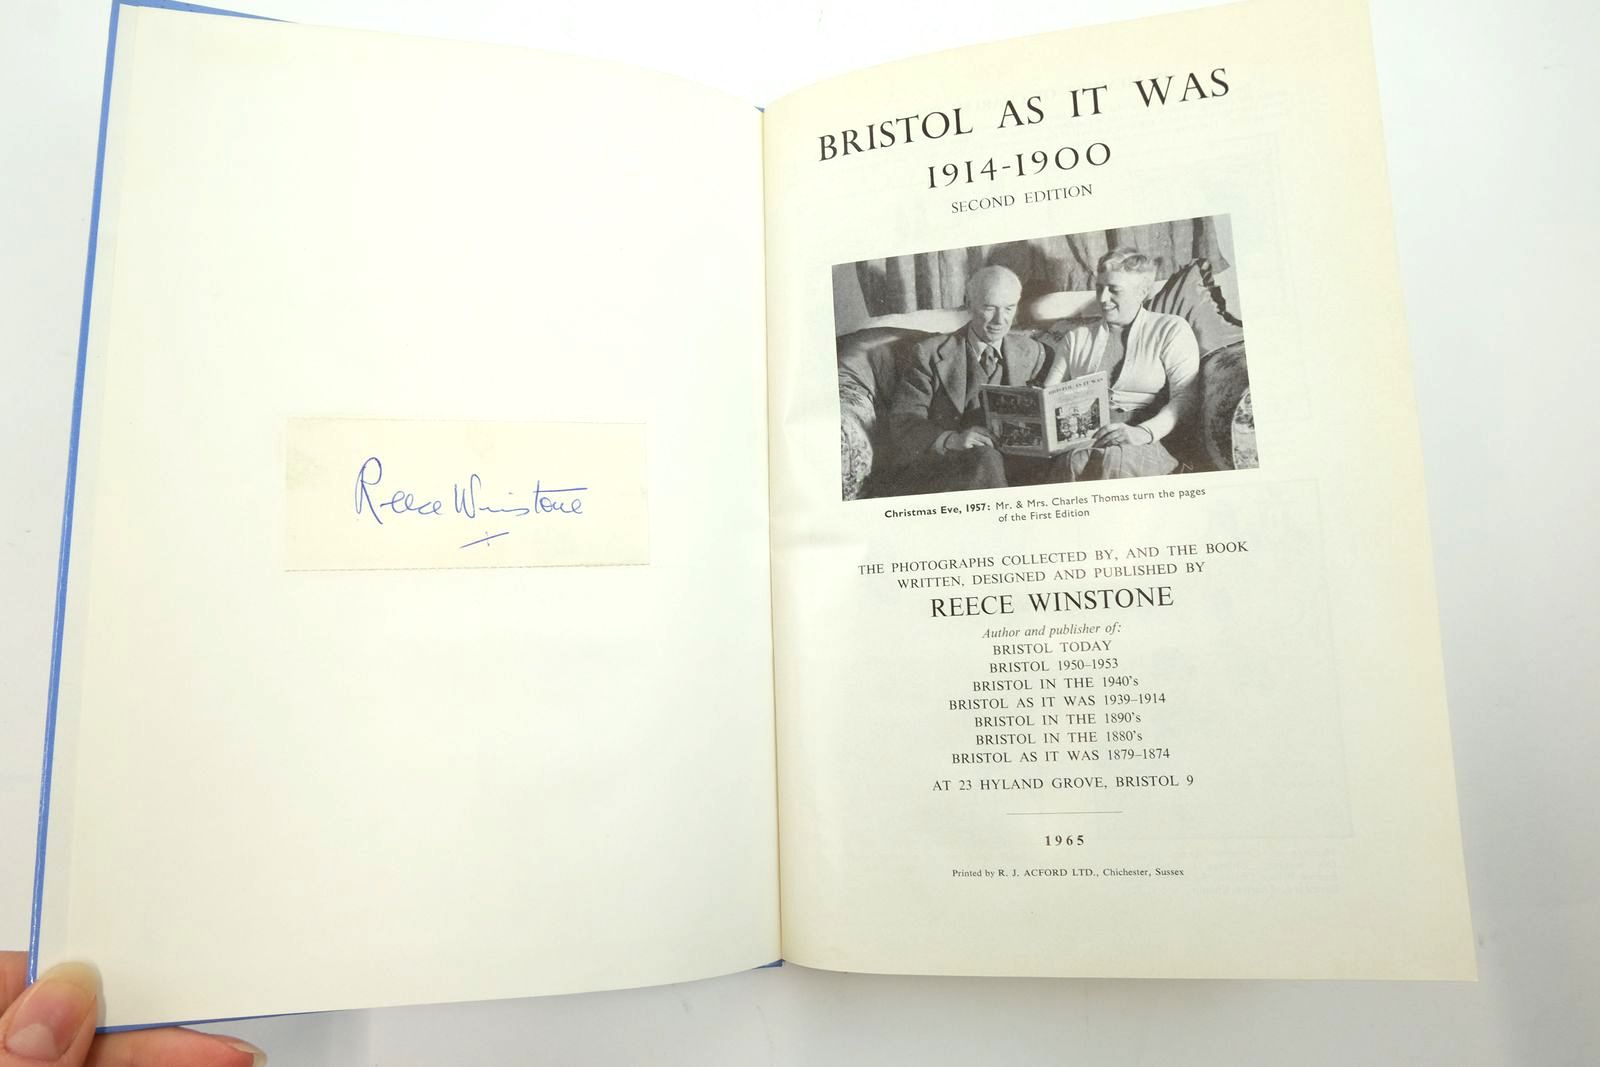 Reece Winstone
BRISTOL AS IT WAS
1914-1900
SECOND EDITION
BRISTOL AS IT WAS
Christmas Eve, 1957: Mr. & Mrs. Charles Thomas turn the pages
of the First Edition
THE PHOTOGRAPHS COLLECTED BY, AND THE BOOK
WRITTEN, DESIGNED AND PUBLISHED BY
REECE WINSTONE
Author and publisher of:
BRISTOL TODAY
BRISTOL 1950–1953
BRISTOL IN THE 1940's
BRISTOL AS IT WAS 1939–1914
BRISTOL IN THE 1890's
BRISTOL IN THE 1880's
BRISTOL AS IT WAS 1879–1874
AT 23 HYLAND GROVE, BRISTOL 9
1965
Printed by R. J. ACFORD LTD., Chichester, Sussex